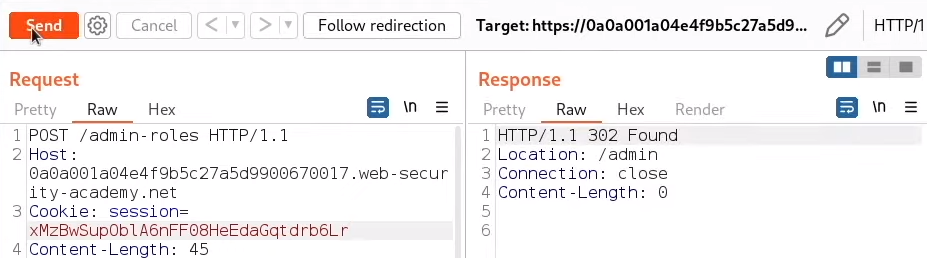 Send Cancel < > Follow redirection Target: https://0a0a001a04e4f9b5c27a5d9... HTTP/1
Request Response
Pretty Raw Hex \n Pretty Raw Hex Render \n
1 POST /admin-roles HTTP/1.1
2 Host:
0a0a001a04e4f9b5c27a5d9900670017.web-secur
ity-academy.net
3 Cookie: session=
xMzBwSupOblA6nFF08HeEdaGqtdrb6Lr
4 Content-Length: 45
1 HTTP/1.1 302 Found
2 Location: /admin
3 Connection: close
4 Content-Length: 0
5
6